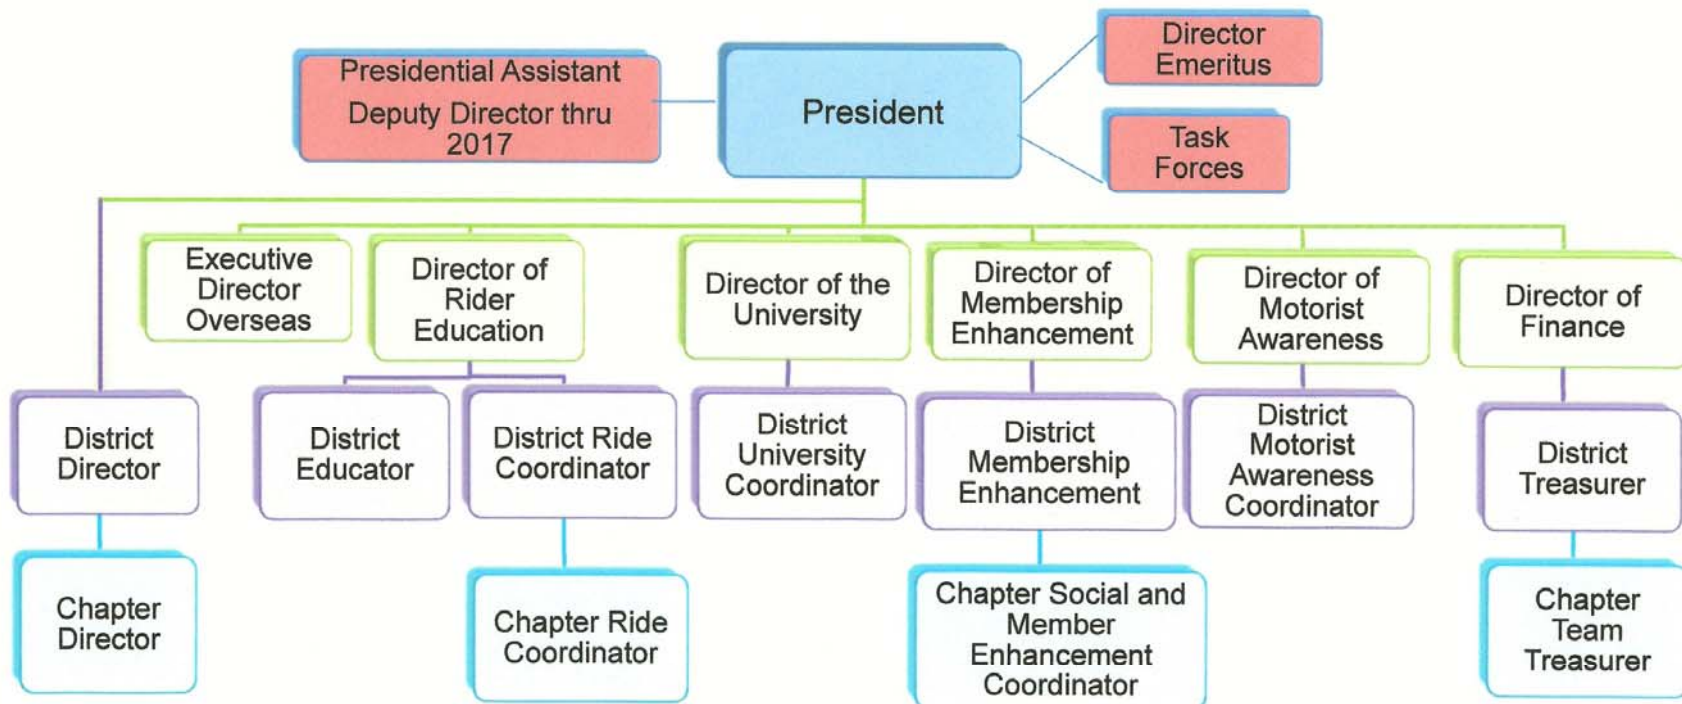 Presidential Assistant
Deputy Director thru
2017
President
Director
Emeritus
Task
Forces
Executive
Director
Overseas
Director of
Rider
Education
Director of the
University
Director of
Membership
Enhancement
Director of
Motorist
Awareness
Director of
Finance
District
Director
District
Educator
District Ride
Coordinator
District
University
Coordinator
District
Membership
Enhancement
District
Motorist
Awareness
Coordinator
District
Treasurer
Chapter
Director
Chapter Ride
Coordinator
Chapter Social and
Member
Enhancement
Coordinator
Chapter
Team
Treasurer